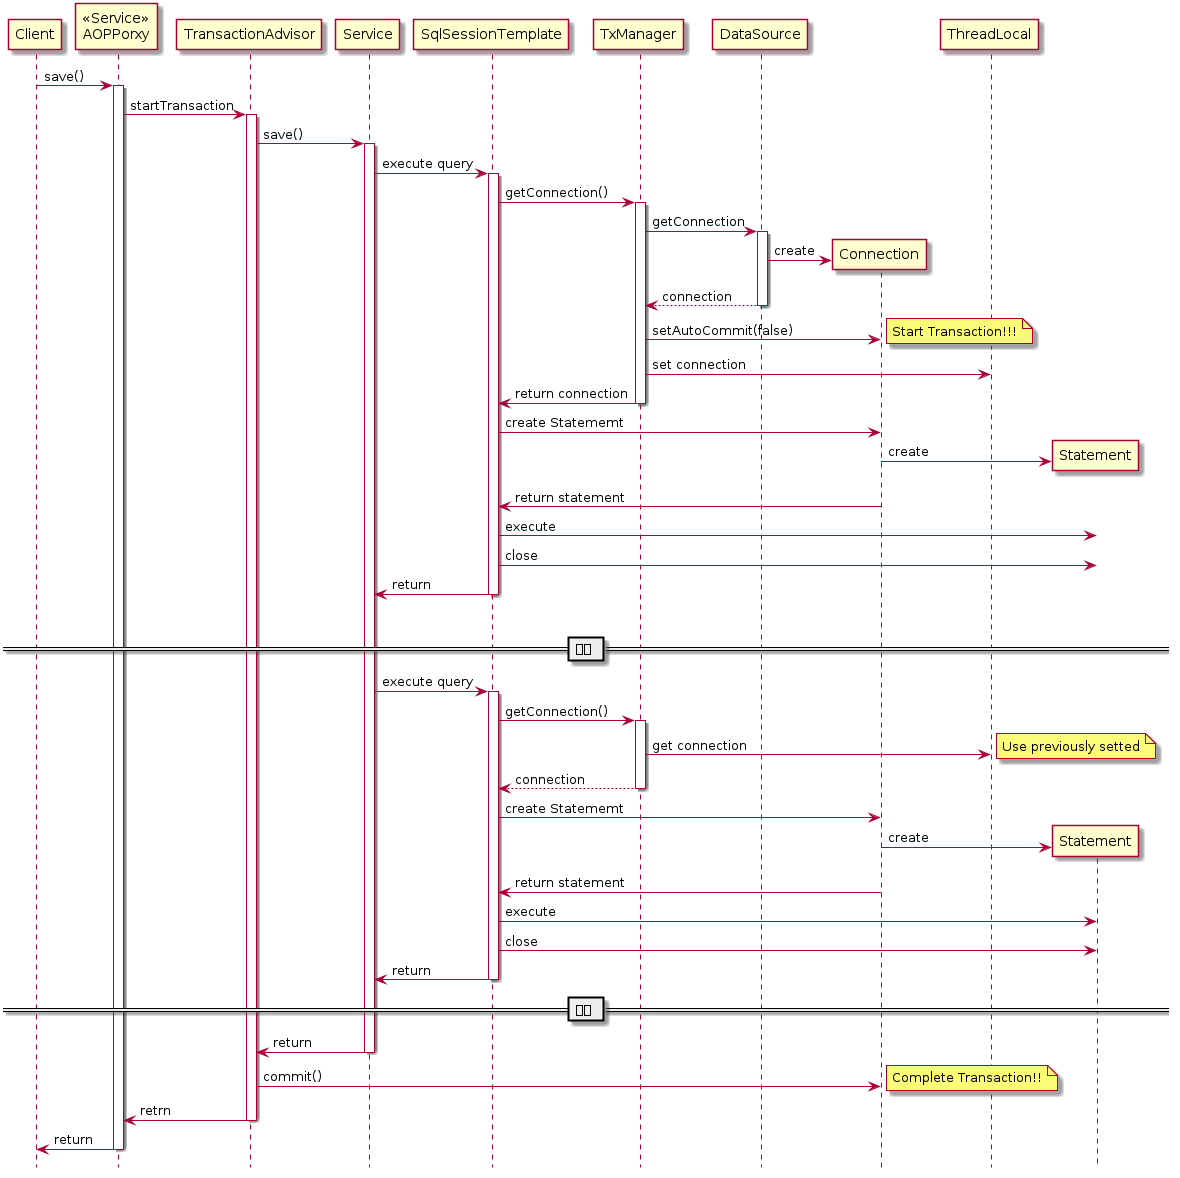 «Service»
Client
AOPPorxy
TransactionAdvisor
Service
SqlSessionTemplate
TxManager
DataSource
ThreadLocal
save()
startTransaction
save()
execute query
getConnection()
getConnection
create
Connection
connection
setAutoCommit(false)
Start Transaction!!!
set connection
return connection
create Statememt
create
Statement
return statement
execute
close
return
execute query
getConnection()
get connection
Use previously setted
connection
create Statememt
create
Statement
return statement
execute
close
return
return
commit()
Complete Transaction!!
retrn
return